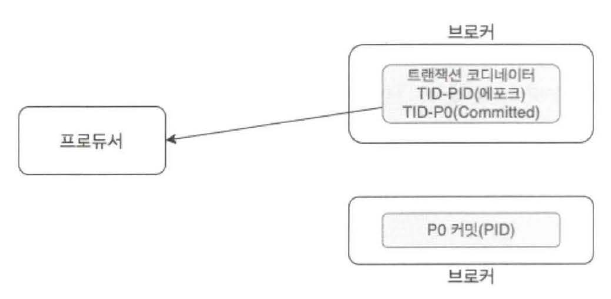 브로커
트랜잭션 코디네이터
TID-PID(에포크)
TID-P0(Committed)
프로듀서
P0 커밋(PID)
브로커